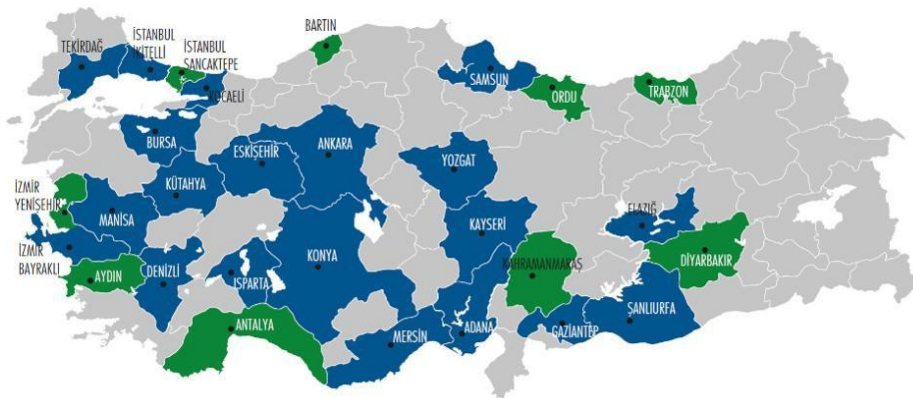 BARTIN
TEKİRDAĞ
İSTANBUL
İKİTELLİ
İSTANBUL
SANCAKTEPE
KOCAELİ
SAMSUN
ORDU
TRABZON
BURSA
ESKİŞEHİR
ANKARA
YOZGAT
KÜTAHYA
İZMİR
YENİŞEHİR
MANİSA
ELAZIĞ
KAYSERİ
İZMİR
BAYRAKLI
AYDIN
DENİZLİ
ISPARTA
KONYA
KAHRAMANMARAŞ
DİYARBAKIR
ANTALYA
MERSİN
ADANA
GAZİANTEP
ŞANLIURFA